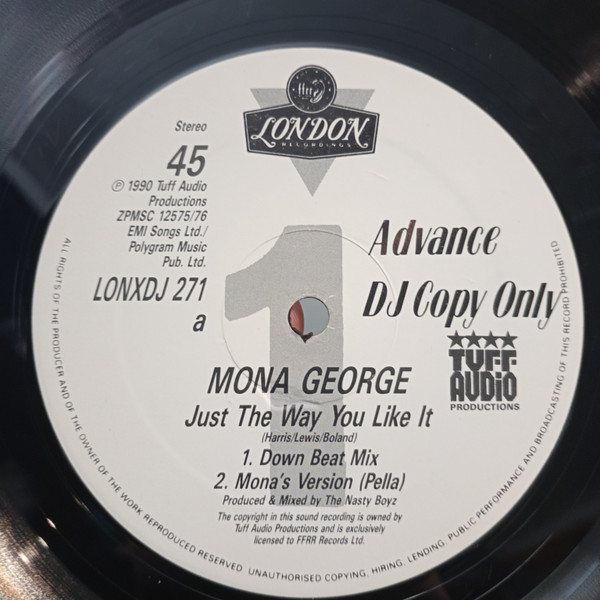 ffrr
LONDON
RECORDINGS
Stereo
45
℗ 1990 Tuff Audio
Productions
ZPMSC 12575/76
EMI Songs Ltd./
Polygram Music
Pub. Ltd.
LONXDJ 271
a
1
Advance
DJ Copy Only
TUFF
AUDIO
PRODUCTIONS
MONA GEORGE
Just The Way You Like It
(Harris/Lewis/Boland)
1. Down Beat Mix
2. Mona's Version (Pella)
Produced & Mixed by The Nasty Boyz
The copyright in this sound recording is owned by
Tuff Audio Productions and is exclusively
licensed to FFRR Records Ltd.
ALL RIGHTS OF THE PRODUCER AND OF THE OWNER OF THE WORK REPRODUCED RESERVED. UNAUTHORISED COPYING, HIRING, LENDING, PUBLIC PERFORMANCE AND BROADCASTING OF THIS RECORD PROHIBITED